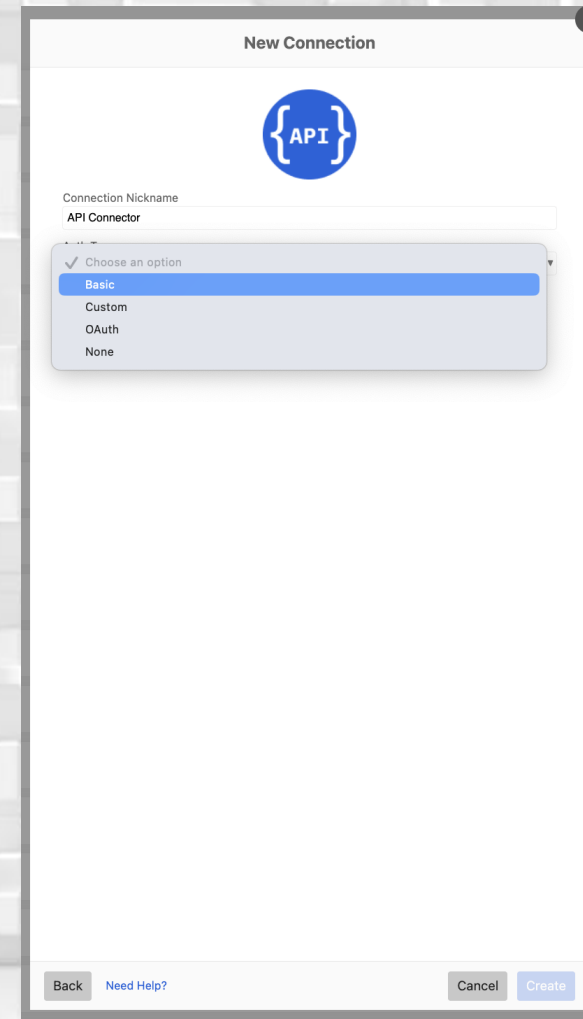 New Connection
{API}
Connection Nickname
API Connector
✓ Choose an option
Basic
Custom
OAuth
None
Back
Need Help?
Cancel
Create